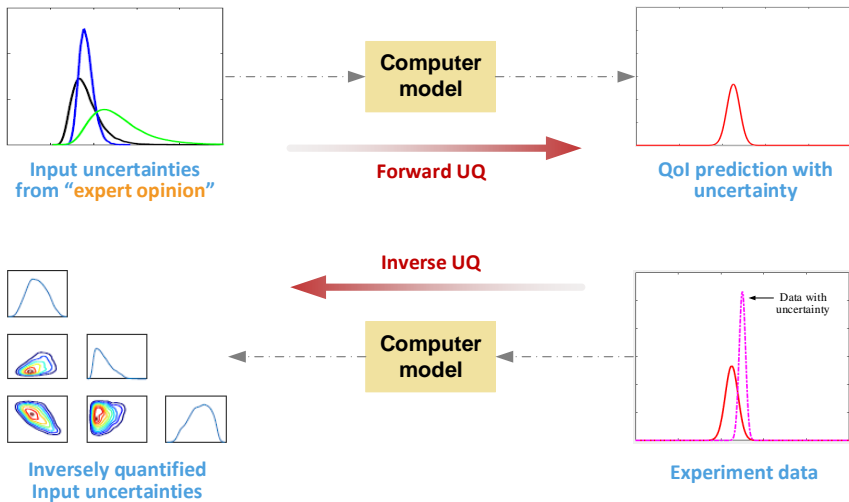 Computer
model
Forward UQ
Input uncertainties
from “expert opinion”
QoI prediction with
uncertainty
Inverse UQ
Data with
uncertainty
Computer
model
Inversely quantified
Input uncertainties
Experiment data